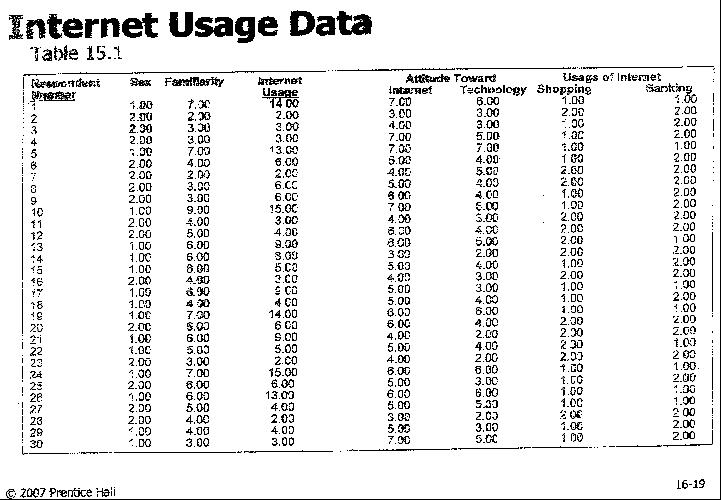 Internet Usage Data
Table 15.1
Respondent Sex Familiarity Internet Attitude Toward Usage of Internet
Number Usage Internet Technology Shopping Banking
1 1.00 7.00 14.00 7.00 6.00 1.00 1.00
2 2.00 2.00 2.00 3.00 3.00 2.00 2.00
3 2.00 3.00 3.00 4.00 3.00 1.00 2.00
4 2.00 3.00 3.00 7.00 5.00 1.00 2.00
5 1.00 7.00 13.00 7.00 7.00 1.00 1.00
6 2.00 4.00 6.00 5.00 4.00 1.00 2.00
7 2.00 2.00 2.00 4.00 5.00 2.00 2.00
8 2.00 3.00 6.00 5.00 4.00 2.00 2.00
9 2.00 3.00 6.00 6.00 4.00 1.00 2.00
10 1.00 9.00 15.00 7.00 6.00 1.00 2.00
11 2.00 4.00 3.00 4.00 3.00 2.00 2.00
12 2.00 5.00 4.00 6.00 4.00 2.00 2.00
13 1.00 6.00 9.00 6.00 5.00 2.00 1.00
14 1.00 6.00 8.00 3.00 2.00 2.00 2.00
15 1.00 6.00 5.00 5.00 4.00 1.00 2.00
16 2.00 4.00 3.00 4.00 3.00 2.00 2.00
17 1.00 6.00 9.00 5.00 3.00 1.00 1.00
18 1.00 4.00 4.00 5.00 4.00 1.00 2.00
19 1.00 7.00 14.00 6.00 6.00 1.00 1.00
20 2.00 6.00 6.00 6.00 4.00 2.00 2.00
21 1.00 6.00 9.00 4.00 2.00 2.00 2.00
22 1.00 5.00 5.00 5.00 4.00 2.00 1.00
23 2.00 3.00 2.00 4.00 2.00 2.00 2.00
24 1.00 7.00 15.00 6.00 6.00 1.00 1.00
25 2.00 6.00 6.00 5.00 3.00 1.00 2.00
26 1.00 6.00 13.00 6.00 6.00 1.00 1.00
27 2.00 5.00 4.00 5.00 5.00 1.00 1.00
28 2.00 4.00 2.00 3.00 2.00 2.00 2.00
29 1.00 4.00 4.00 5.00 3.00 1.00 2.00
30 1.00 3.00 3.00 7.00 5.00 1.00 2.00
© 2007 Prentice Hall
16-19